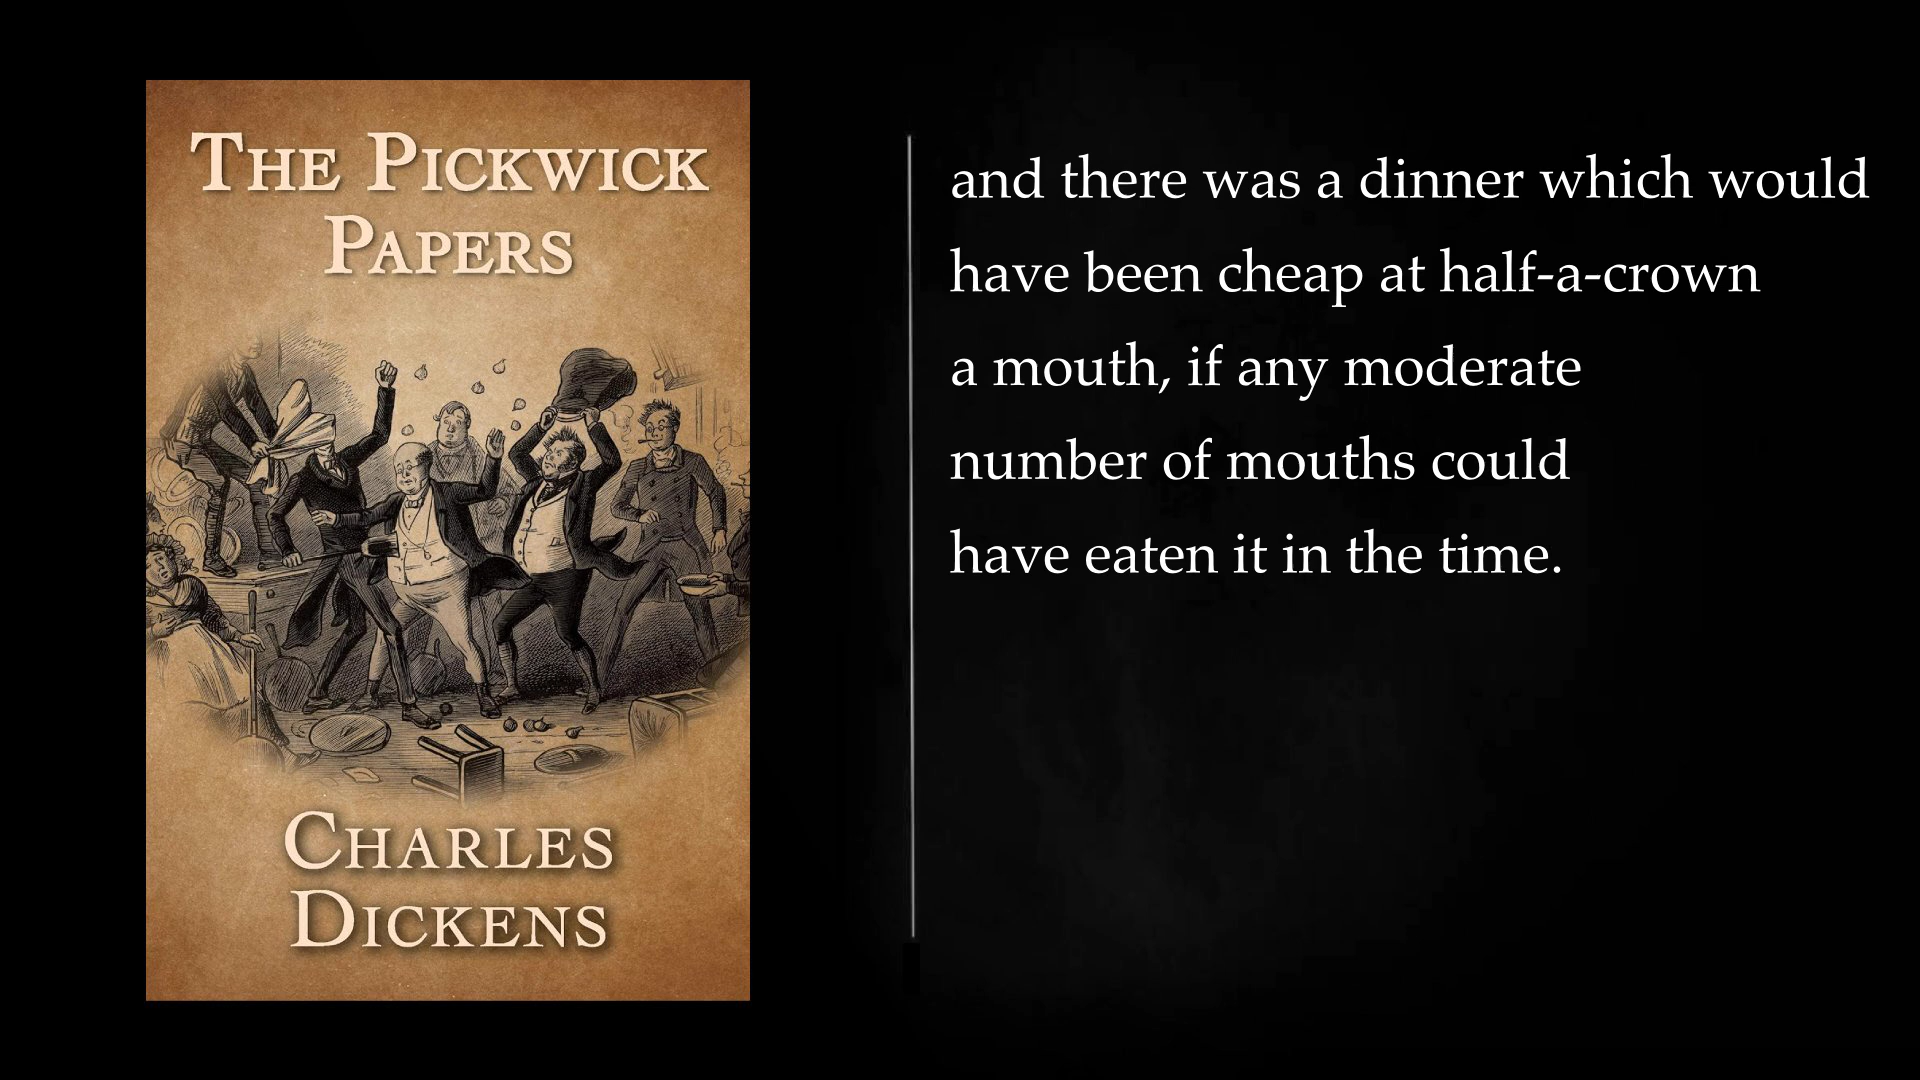 The Pickwick
Papers
Charles
Dickens
and there was a dinner which would
have been cheap at half-a-crown
a mouth, if any moderate
number of mouths could
have eaten it in the time.